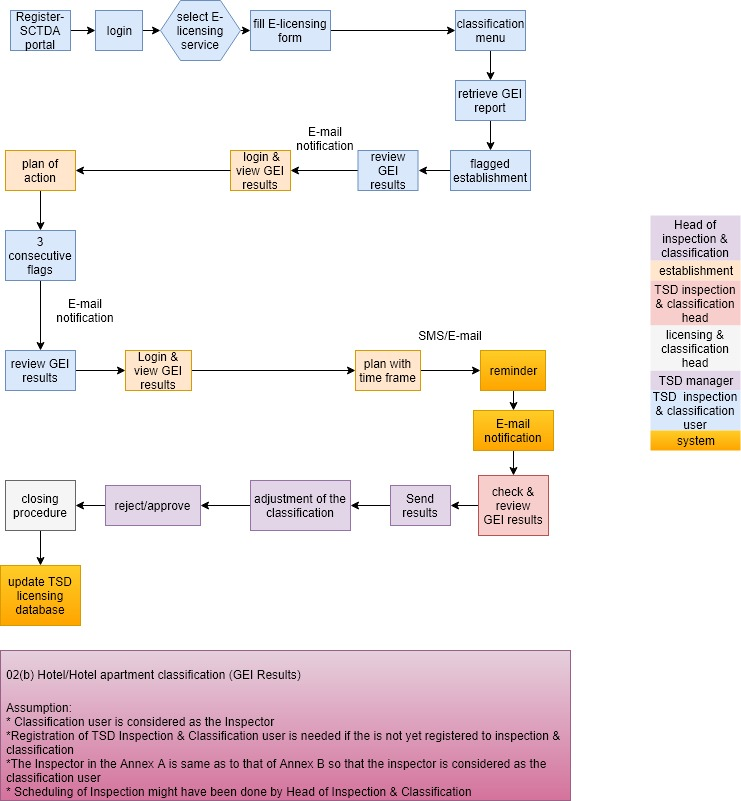 Register-
SCTDA
portal
login
select E-
licensing
service
fill E-licensing
form
classification
menu
retrieve GEI
report
flagged
establishment
review
GEI
results
E-mail
notification
login &
view GEI
results
plan of
action
3
consecutive
flags
E-mail
notification
review GEI
results
Login &
view GEI
results
plan with
time frame
SMS/E-mail
reminder
E-mail
notification
check &
review
GEI results
Send
results
adjustment of the
classification
reject/approve
closing
procedure
update TSD
licensing
database
Head of
inspection &
classification
establishment
TSD inspection
& classification
head
licensing &
classification
head
TSD manager
TSD inspection
& classification
user
system
02(b) Hotel/Hotel apartment classification (GEI Results)
Assumption:
* Classification user is considered as the Inspector
*Registration of TSD Inspection & Classification user is needed if the is not yet registered to inspection &
classification
*The Inspector in the Annex A is same as to that of Annex B so that the inspector is considered as the
classification user
* Scheduling of Inspection might have been done by Head of Inspection & Classification